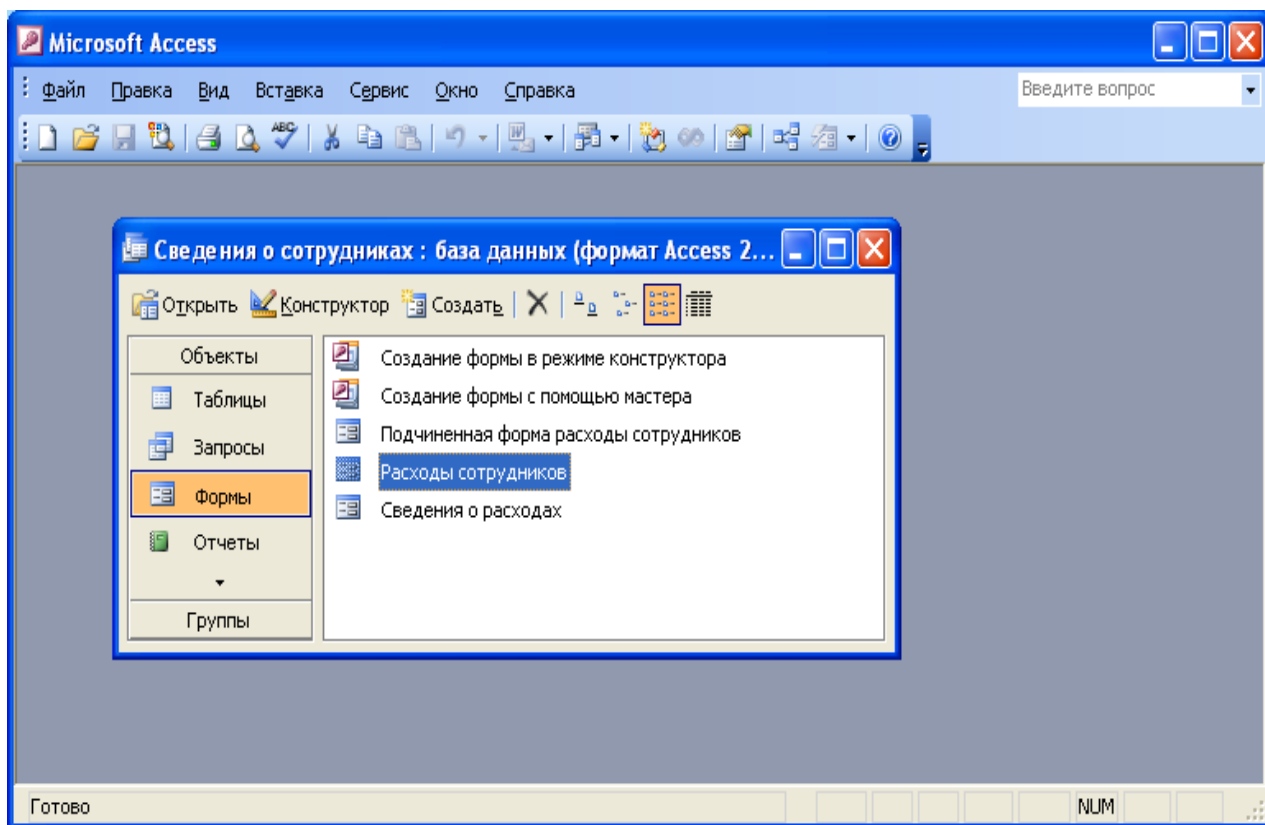 Microsoft Access
Файл Правка Вид Вставка Сервис Окно Справка Введите вопрос
Сведения о сотрудниках : база данных (формат Access 2...
Открыть Конструктор Создать
Объекты
Таблицы
Запросы
Формы
Отчеты
Группы
Создание формы в режиме конструктора
Создание формы с помощью мастера
Подчиненная форма расходы сотрудников
Расходы сотрудников
Сведения о расходах
Готово NUM